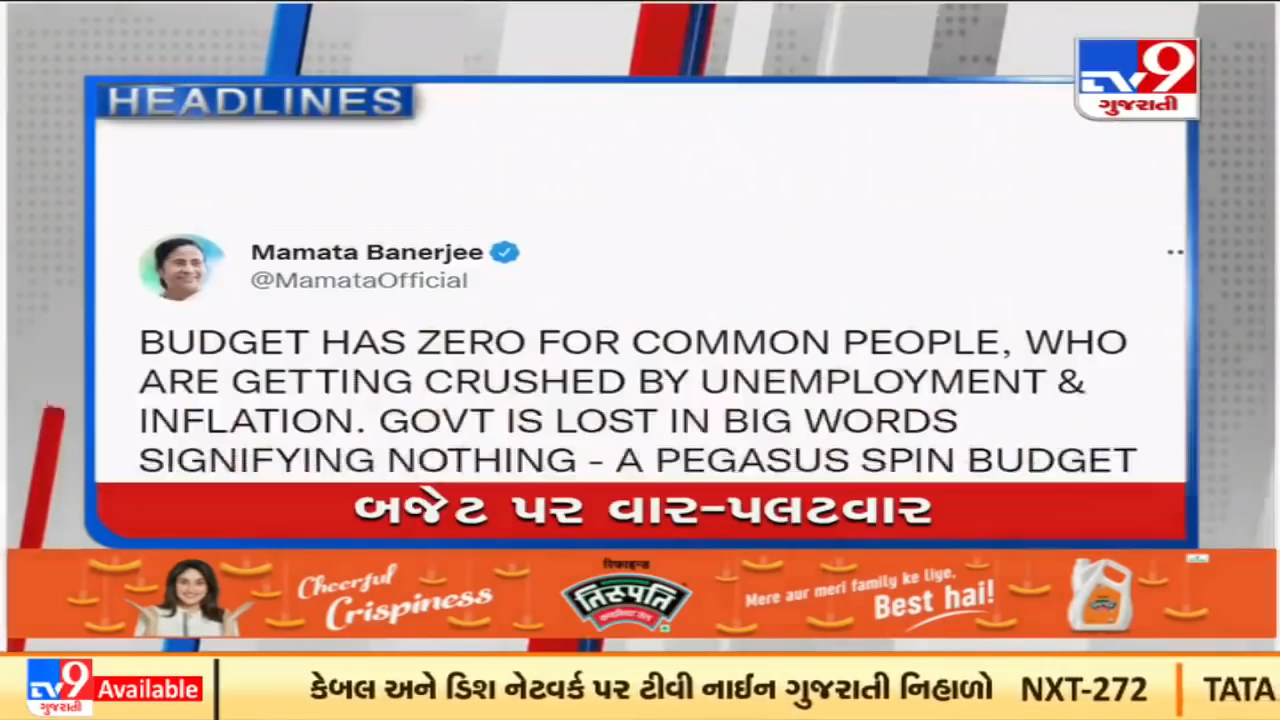 HEADLINES
TV9
ગુજરાતી
Mamata Banerjee
@MamataOfficial
BUDGET HAS ZERO FOR COMMON PEOPLE, WHO
ARE GETTING CRUSHED BY UNEMPLOYMENT &
INFLATION. GOVT IS LOST IN BIG WORDS
SIGNIFYING NOTHING - A PEGASUS SPIN BUDGET
બજેટ પર વાર-પલટવાર
Cheerful
Crispiness
रिफाइन्ड
तिरुपति
Mere aur meri family ke liye,
Best hai!
TV9
ગુજરાતી
Available
કેબલ અને ડિશ નેટવર્ક પર ટીવી નાઈન ગુજરાતી નિહાળો NXT-272
TATA